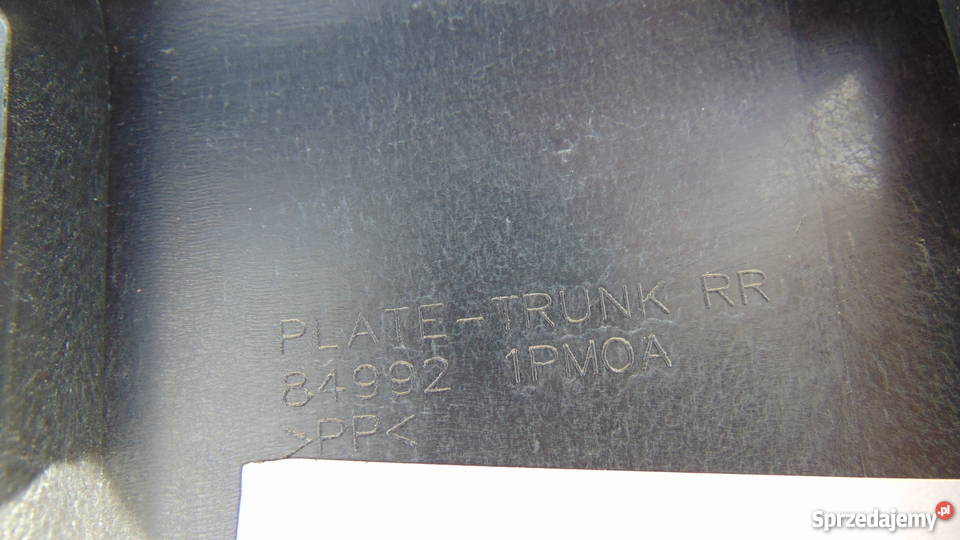 PLATE-TRUNK RR
84992 1PM0A
>PP<
Sprzedajemy.pl